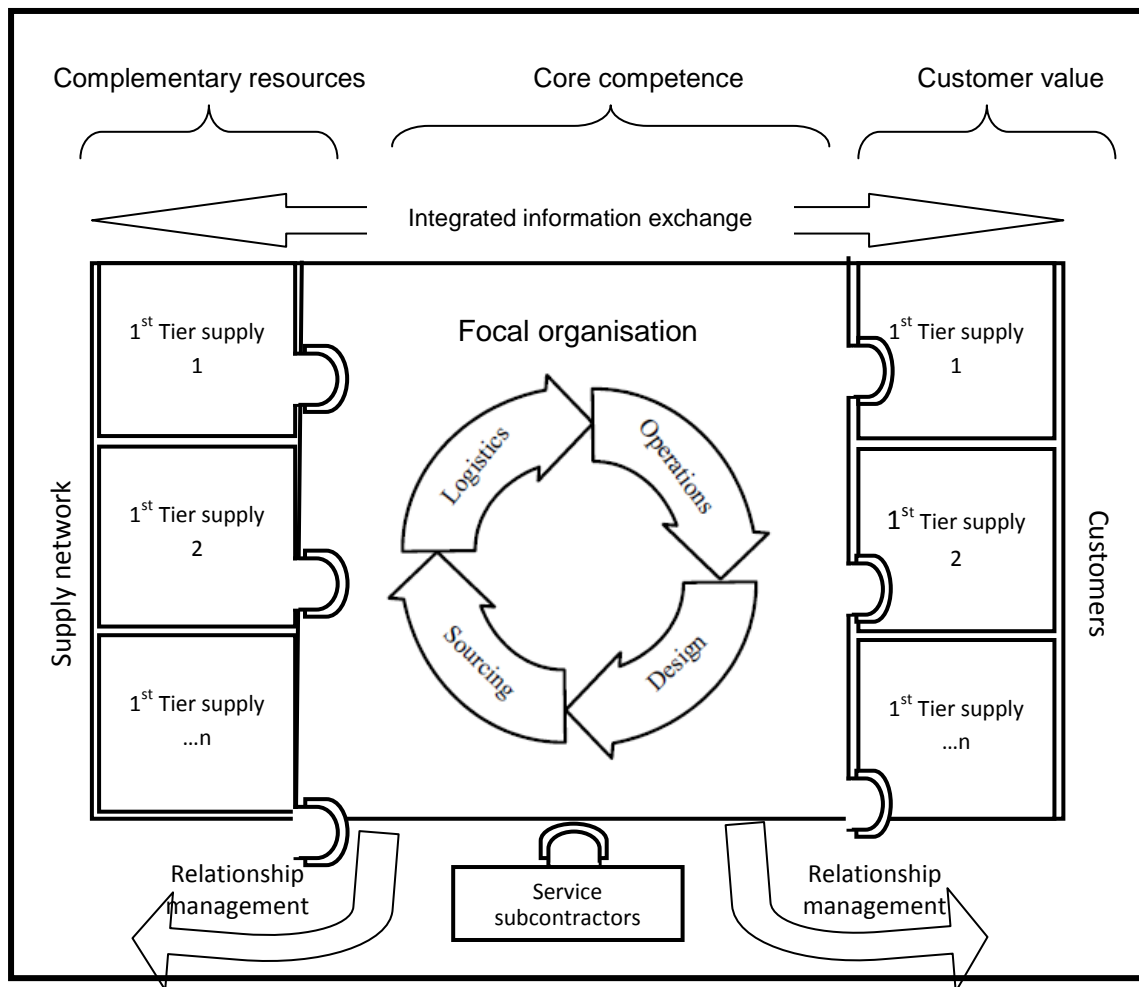 Complementary resources
Core competence
Customer value
Integrated information exchange
Supply network
1st Tier supply
1
1st Tier supply
2
1st Tier supply
...n
Focal organisation
Logistics
Operations
Design
Sourcing
1st Tier supply
1
1st Tier supply
2
1st Tier supply
...n
Customers
Relationship
management
Service
subcontractors
Relationship
management